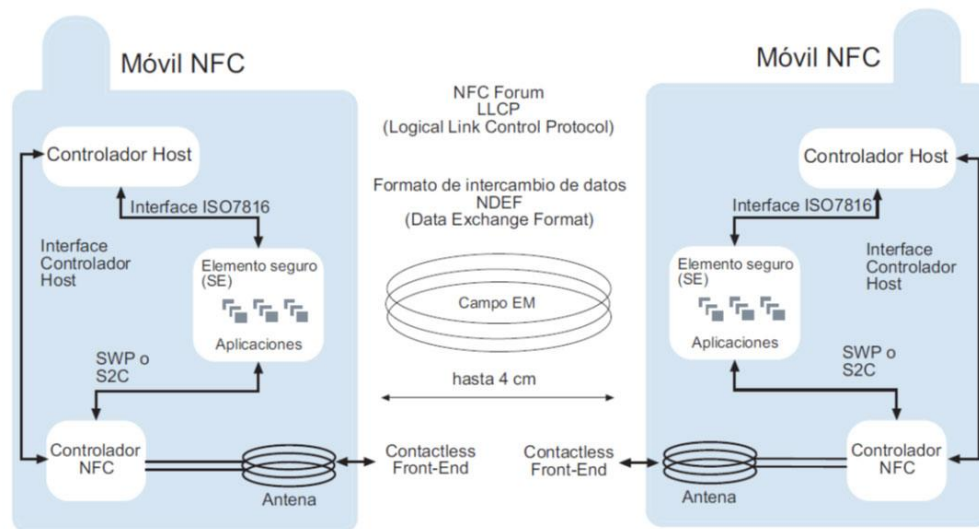 Móvil NFC
Controlador Host
Interface ISO7816
Interface
Controlador
Host
Elemento seguro
(SE)
Aplicaciones
SWP o
S2C
Controlador
NFC
Antena
Contactless
Front-End
NFC Forum
LLCP
(Logical Link Control Protocol)
Formato de intercambio de datos
NDEF
(Data Exchange Format)
Campo EM
hasta 4 cm
Móvil NFC
Controlador Host
Interface ISO7816
Interface
Controlador
Host
Elemento seguro
(SE)
Aplicaciones
SWP o
S2C
Contactless
Front-End
Antena
Controlador
NFC